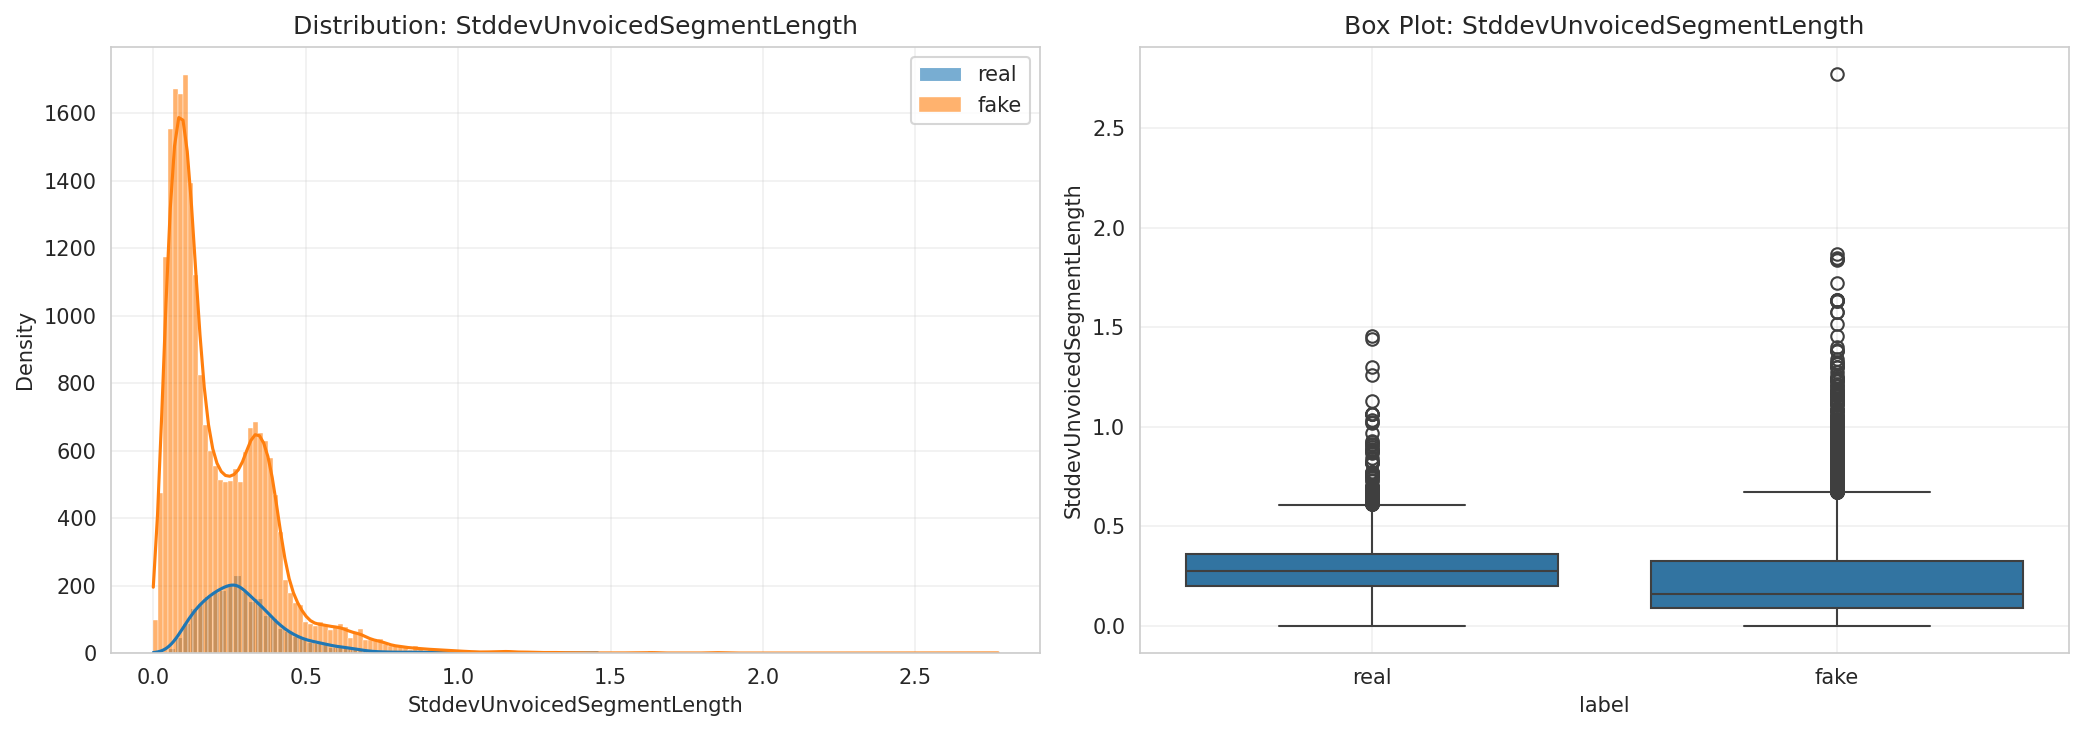 Distribution: StddevUnvoicedSegmentLength
real
fake
Density
1600
1400
1200
1000
800
600
400
200
0
0.0 0.5 1.0 1.5 2.0 2.5
StddevUnvoicedSegmentLength
Box Plot: StddevUnvoicedSegmentLength
StddevUnvoicedSegmentLength
2.5
2.0
1.5
1.0
0.5
0.0
real fake
label